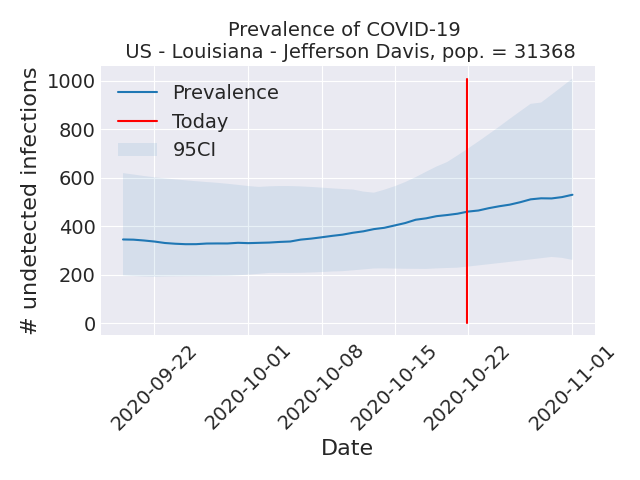 Prevalence of COVID-19
US - Louisiana - Jefferson Davis, pop. = 31368
# undetected infections
1000
800
600
400
200
0
Prevalence
Today
95CI
2020-09-22
2020-10-01
2020-10-08
2020-10-15
2020-10-22
2020-11-01
Date